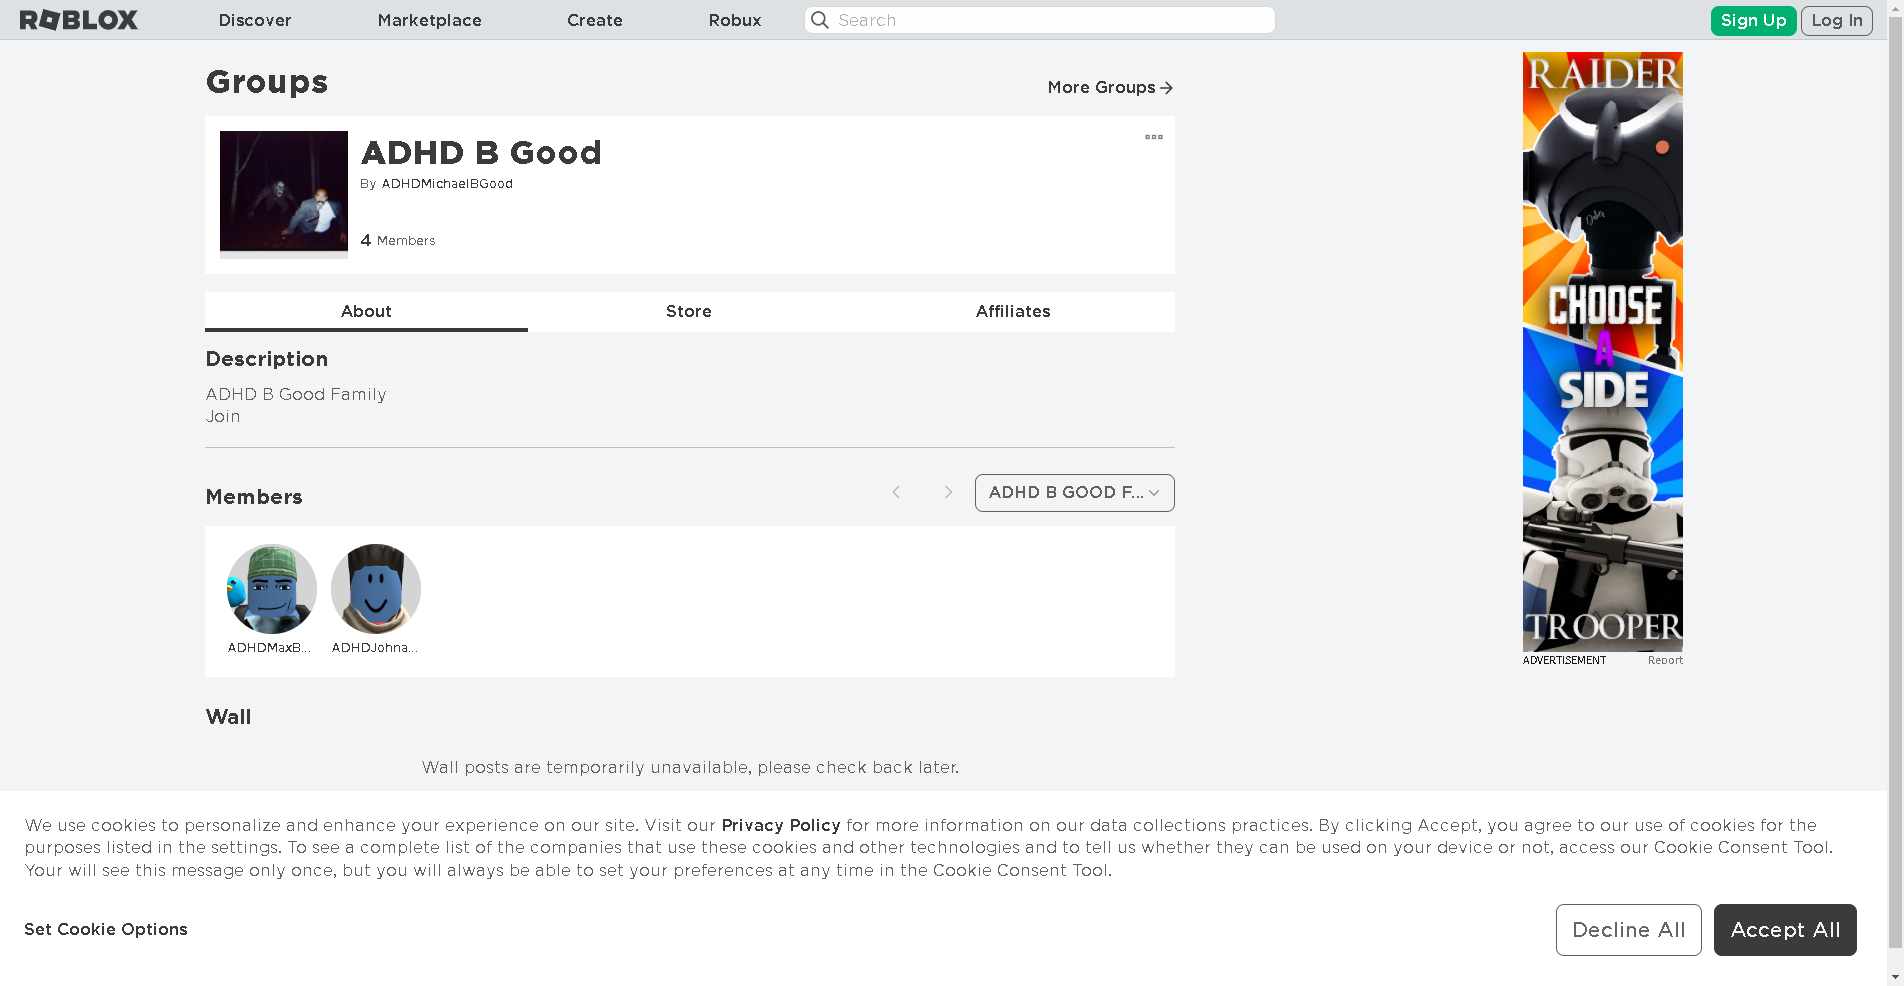 ROBLOX
Discover
Marketplace
Create
Robux
Search
Sign Up
Log In
Groups
More Groups
ADHD B Good
By ADHDMichaelBGood
4 Members
About
Store
Affiliates
Description
ADHD B Good Family
Join
Members
ADHD B GOOD F...
ADHDMaxB...
ADHDJohna...
Wall
Wall posts are temporarily unavailable, please check back later.
RAIDER
CHOOSE
A
SIDE
TROOPER
ADVERTISEMENT
Report
We use cookies to personalize and enhance your experience on our site. Visit our Privacy Policy for more information on our data collections practices. By clicking Accept, you agree to our use of cookies for the
purposes listed in the settings. To see a complete list of the companies that use these cookies and other technologies and to tell us whether they can be used on your device or not, access our Cookie Consent Tool.
Your will see this message only once, but you will always be able to set your preferences at any time in the Cookie Consent Tool.
Set Cookie Options
Decline All
Accept All